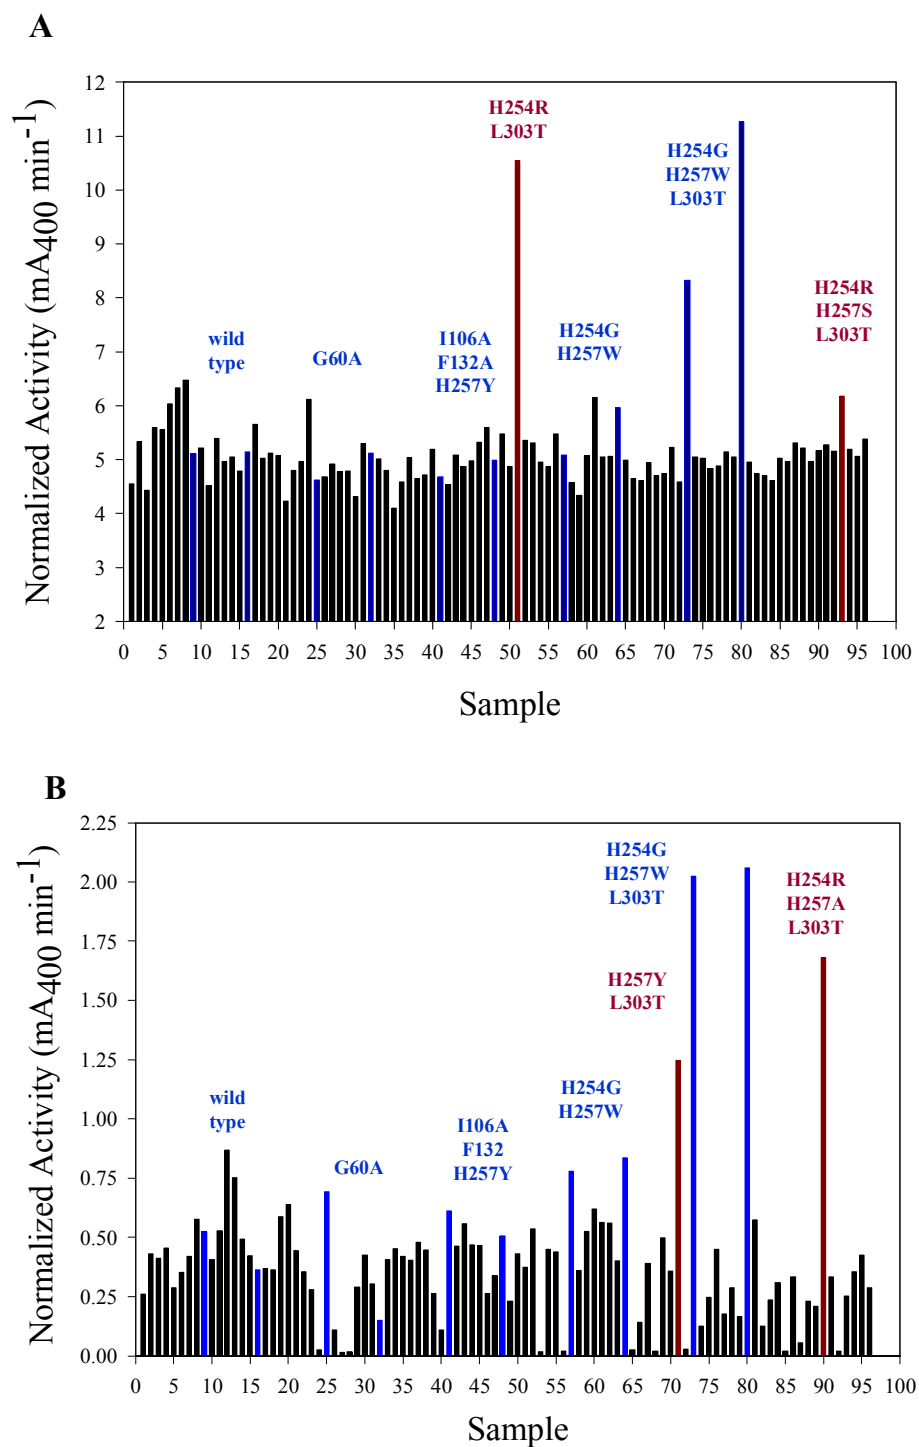 A
Normalized Activity (mA400 min-1)
12
11
10
9
8
7
6
5
4
3
2
H254R
L303T
H254G
H257W
L303T
H254R
H257S
L303T
wild
type
G60A
I106A
F132A
H257Y
H254G
H257W
0 5 10 15 20 25 30 35 40 45 50 55 60 65 70 75 80 85 90 95 100
Sample
B
Normalized Activity (mA400 min-1)
2.25
2.00
1.75
1.50
1.25
1.00
0.75
0.50
0.25
0.00
H254G
H257W
L303T
H254R
H257A
L303T
H257Y
L303T
H254G
H257W
wild
type
I106A
F132
H257Y
G60A
0 5 10 15 20 25 30 35 40 45 50 55 60 65 70 75 80 85 90 95 100
Sample